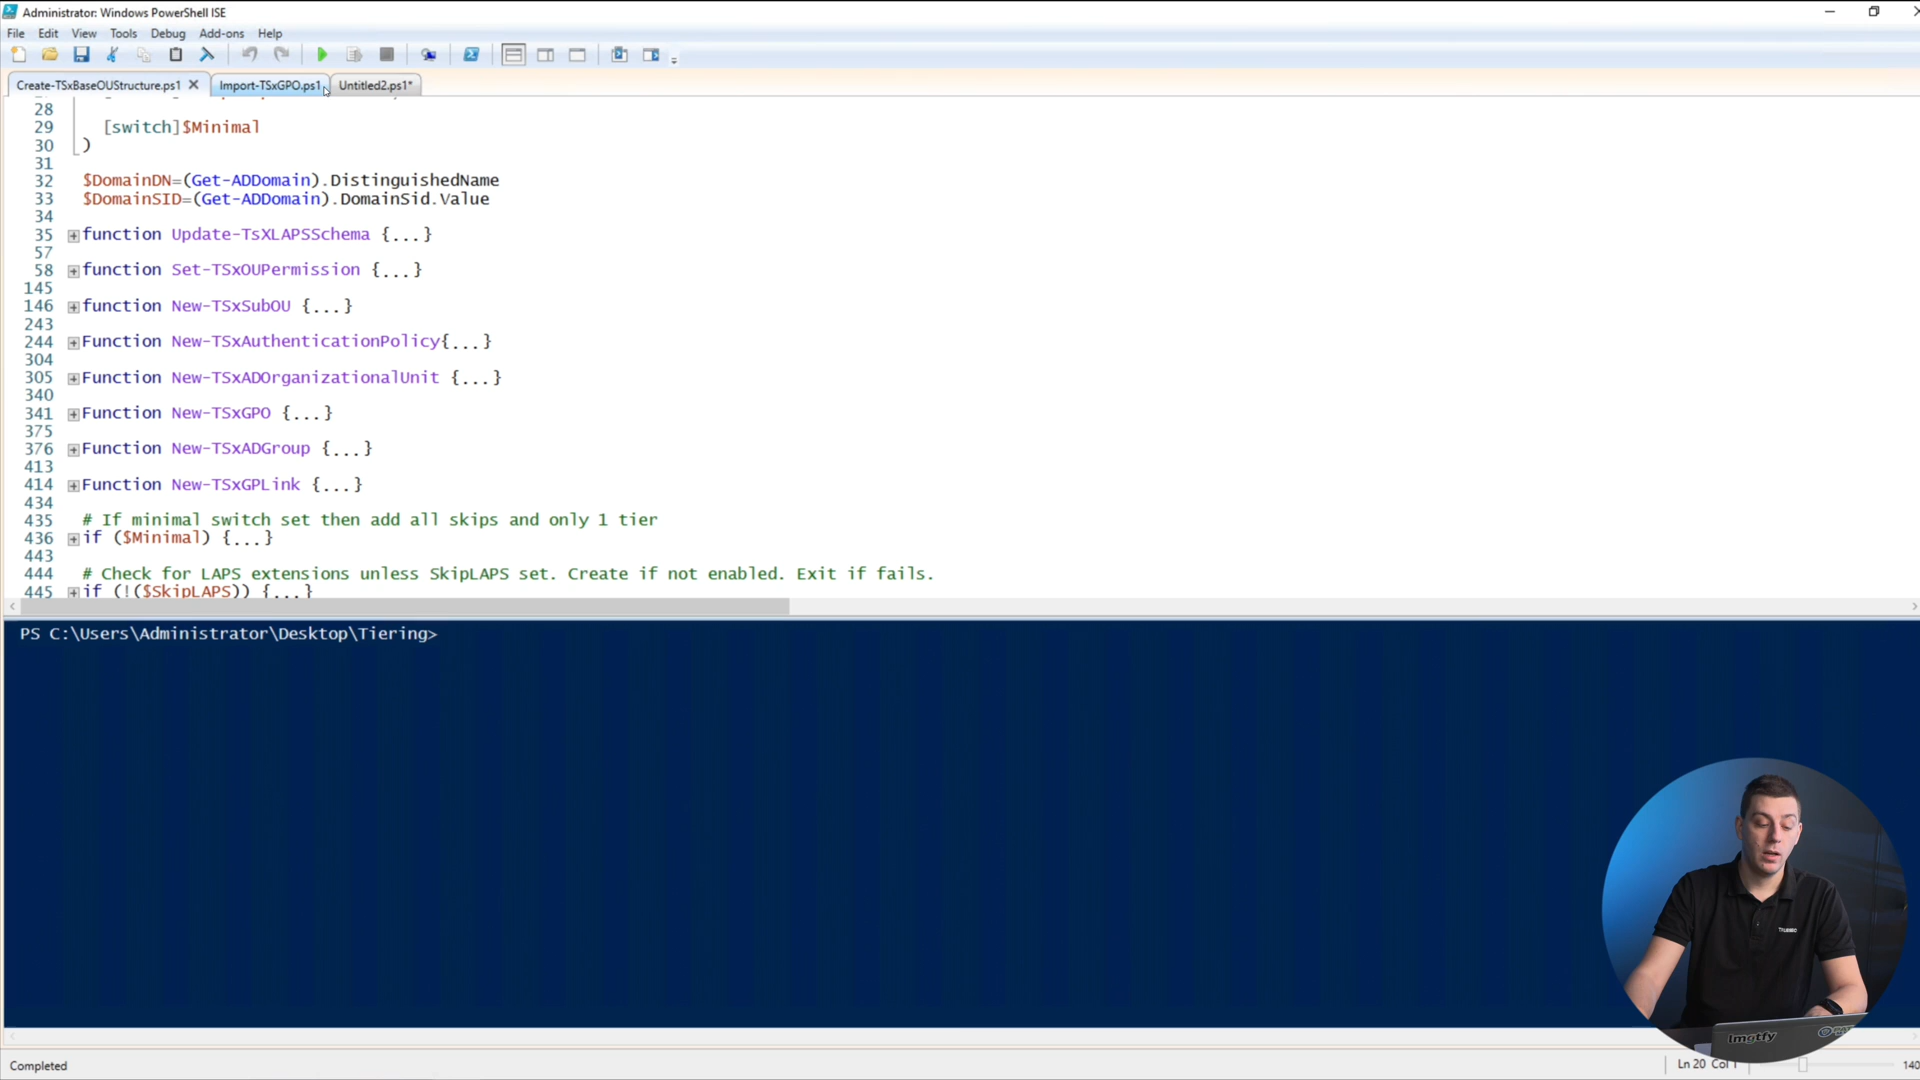 Administrator: Windows PowerShell ISE
File Edit View Tools Debug Add-ons Help
Create-TSxBaseOUStructure.ps1 Import-TSxGPO.ps1 Untitled2.ps1*
28
29 [switch]$Minimal
30 )
31
32 $DomainDN=(Get-ADDomain).DistinguishedName
33 $DomainSID=(Get-ADDomain).DomainSid.Value
34
35 function Update-TsXLAPSSchema {...}
57
58 function Set-TSxOUPermission {...}
145
146 function New-TSxSubOU {...}
243
244 Function New-TSxAuthenticationPolicy{...}
304
305 Function New-TSxADOrganizationalUnit {...}
340
341 Function New-TSxGPO {...}
375
376 Function New-TSxADGroup {...}
413
414 Function New-TSxGPLink {...}
434
435 # If minimal switch set then add all skips and only 1 tier
436 if ($Minimal) {...}
443
444 # Check for LAPS extensions unless SkipLAPS set. Create if not enabled. Exit if fails.
445 if (!($SkipLAPS)) {...}
PS C:\Users\Administrator\Desktop\Tiering>
lmgtfy
Completed
Ln 20 Col 1
140